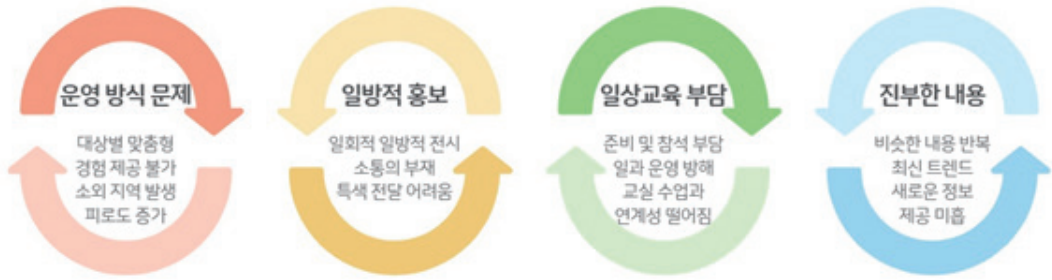 운영 방식 문제
대상별 맞춤형
경험 제공 불가
소외 지역 발생
피로도 증가
일방적 홍보
일회적 일방적 전시
소통의 부재
특색 전달 어려움
일상교육 부담
준비 및 참석 부담
일과 운영 방해
교실 수업과
연계성 떨어짐
진부한 내용
비슷한 내용 반복
최신 트렌드
새로운 정보
제공 미흡